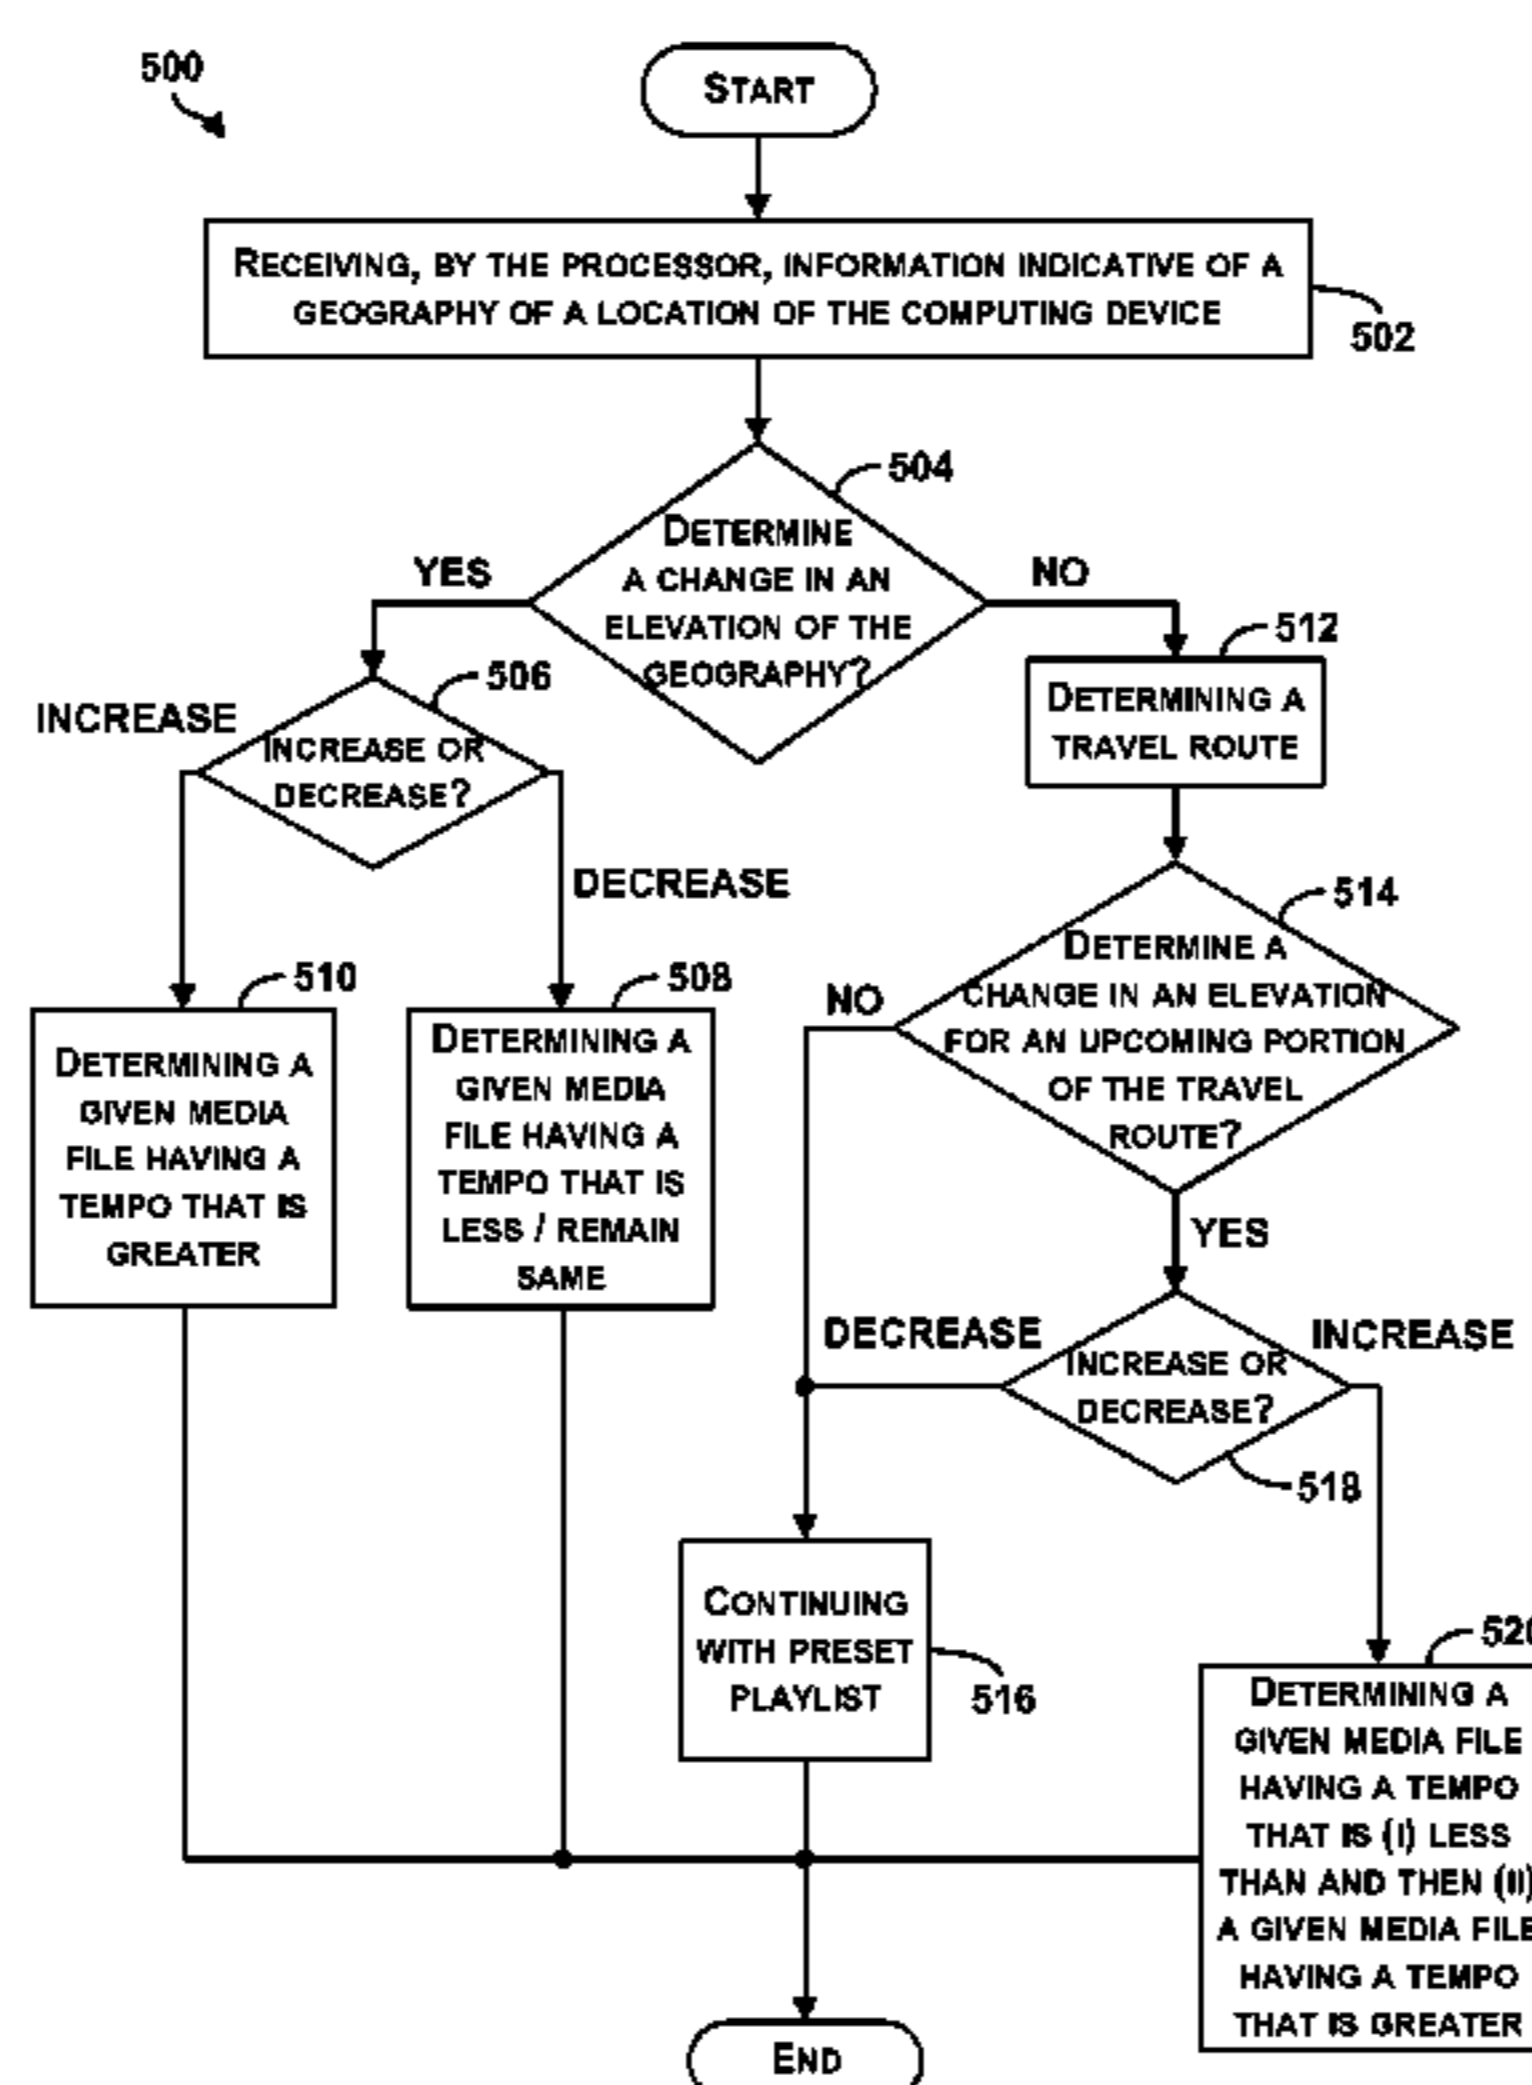 500
START
RECEIVING, BY THE PROCESSOR, INFORMATION INDICATIVE OF A
GEOGRAPHY OF A LOCATION OF THE COMPUTING DEVICE
502
504
DETERMINE
A CHANGE IN AN
ELEVATION OF THE
GEOGRAPHY?
YES
NO
506
INCREASE
INCREASE OR
DECREASE?
DECREASE
512
DETERMINING A
TRAVEL ROUTE
514
DETERMINE A
CHANGE IN AN ELEVATION
FOR AN UPCOMING PORTION
OF THE TRAVEL
ROUTE?
NO
YES
510
DETERMINING A
GIVEN MEDIA
FILE HAVING A
TEMPO THAT IS
GREATER
508
DETERMINING A
GIVEN MEDIA
FILE HAVING A
TEMPO THAT IS
LESS / REMAIN
SAME
DECREASE
INCREASE
INCREASE OR
DECREASE?
518
CONTINUING
WITH PRESET
PLAYLIST
516
520
DETERMINING A
GIVEN MEDIA FILE
HAVING A TEMPO
THAT IS (I) LESS
THAN AND THEN (II)
A GIVEN MEDIA FILE
HAVING A TEMPO
THAT IS GREATER
END